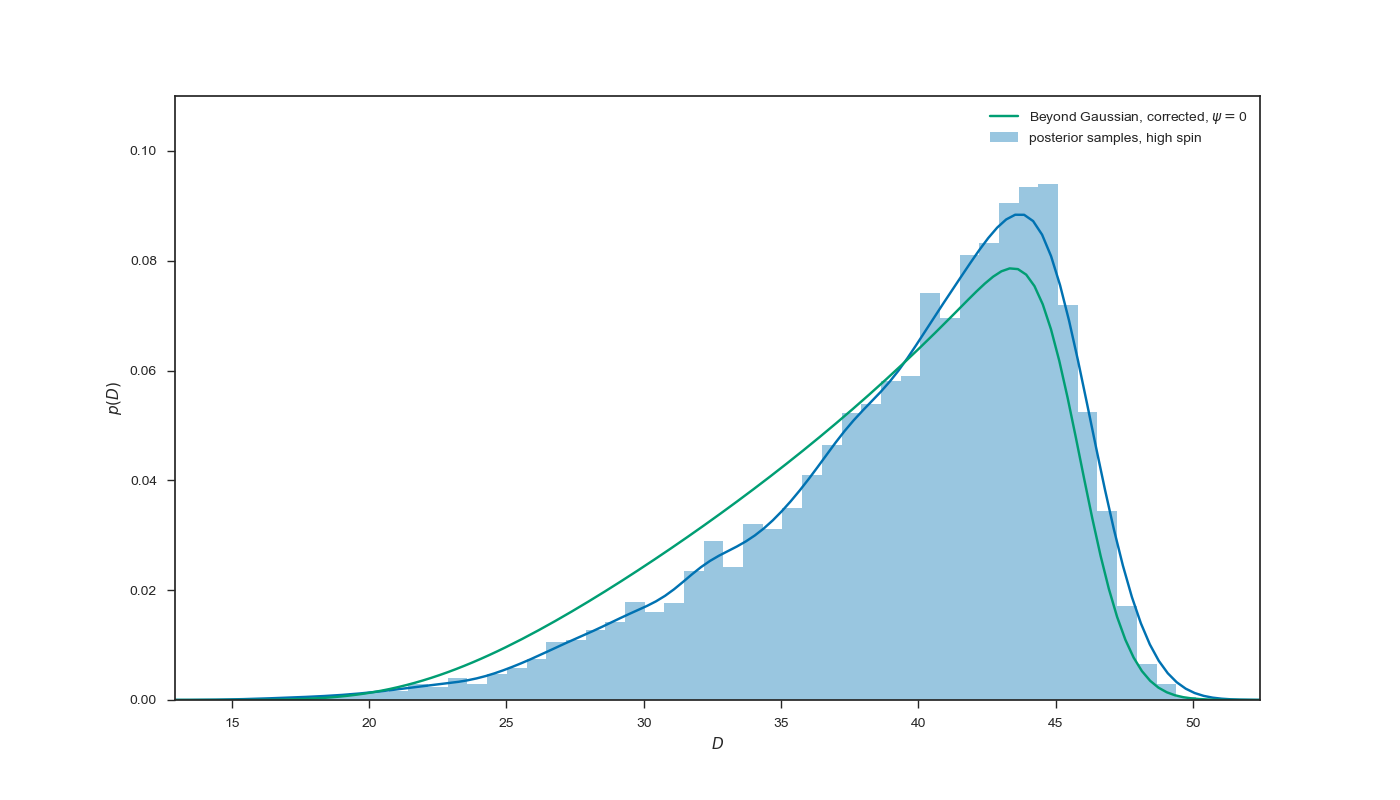 Beyond Gaussian, corrected, ψ = 0
posterior samples, high spin
0.10
0.08
0.06
0.04
0.02
0.00
p(D)
15 20 25 30 35 40 45 50
D